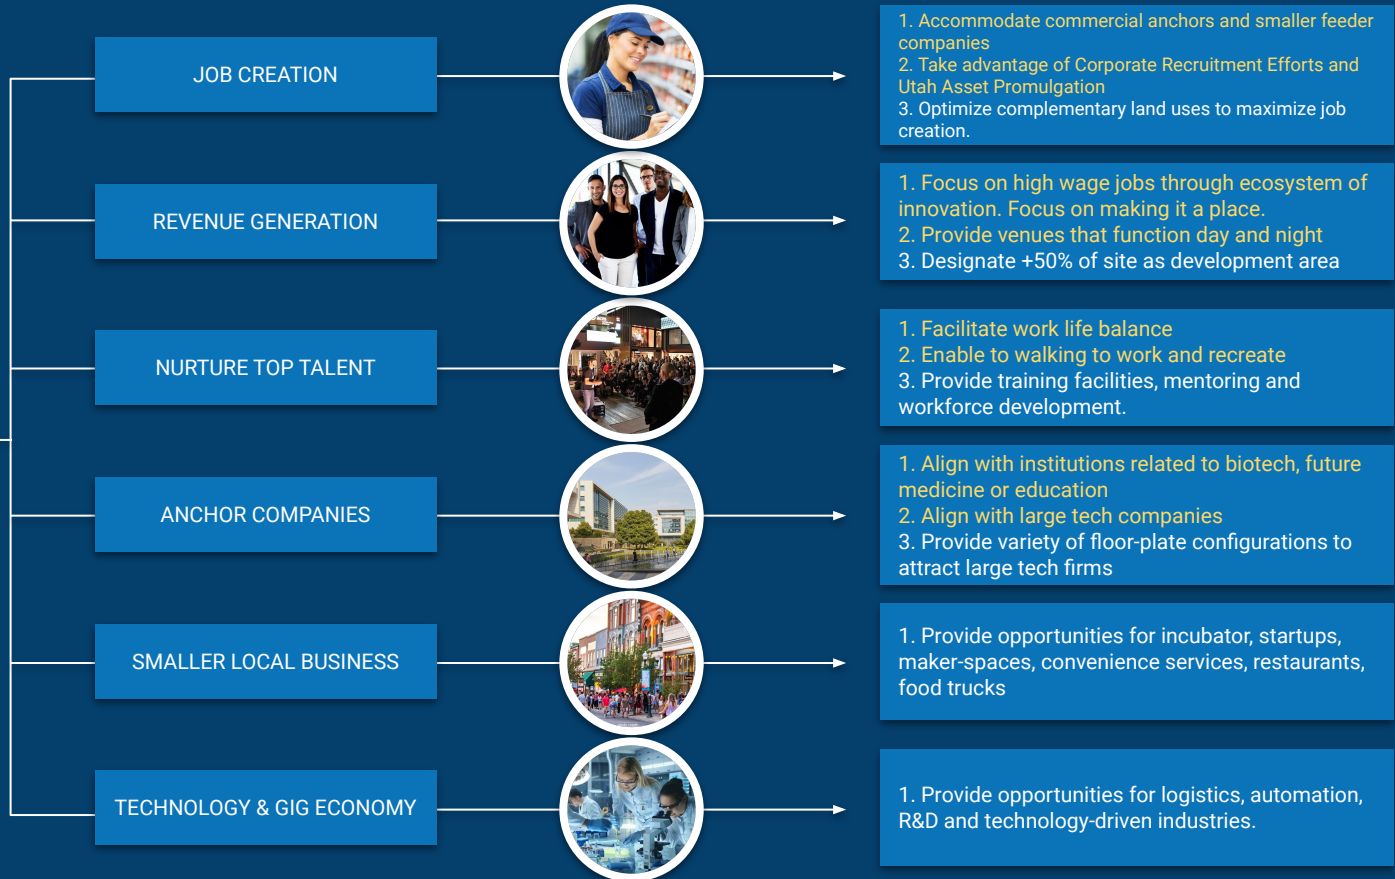 JOB CREATION
1. Accommodate commercial anchors and smaller feeder
companies
2. Take advantage of Corporate Recruitment Efforts and
Utah Asset Promulgation
3. Optimize complementary land uses to maximize job
creation.
REVENUE GENERATION
1. Focus on high wage jobs through ecosystem of
innovation. Focus on making it a place.
2. Provide venues that function day and night
3. Designate +50% of site as development area
NURTURE TOP TALENT
1. Facilitate work life balance
2. Enable to walking to work and recreate
3. Provide training facilities, mentoring and
workforce development.
ANCHOR COMPANIES
1. Align with institutions related to biotech, future
medicine or education
2. Align with large tech companies
3. Provide variety of floor-plate configurations to
attract large tech firms
SMALLER LOCAL BUSINESS
1. Provide opportunities for incubator, startups,
maker-spaces, convenience services, restaurants,
food trucks
TECHNOLOGY & GIG ECONOMY
1. Provide opportunities for logistics, automation,
R&D and technology-driven industries.